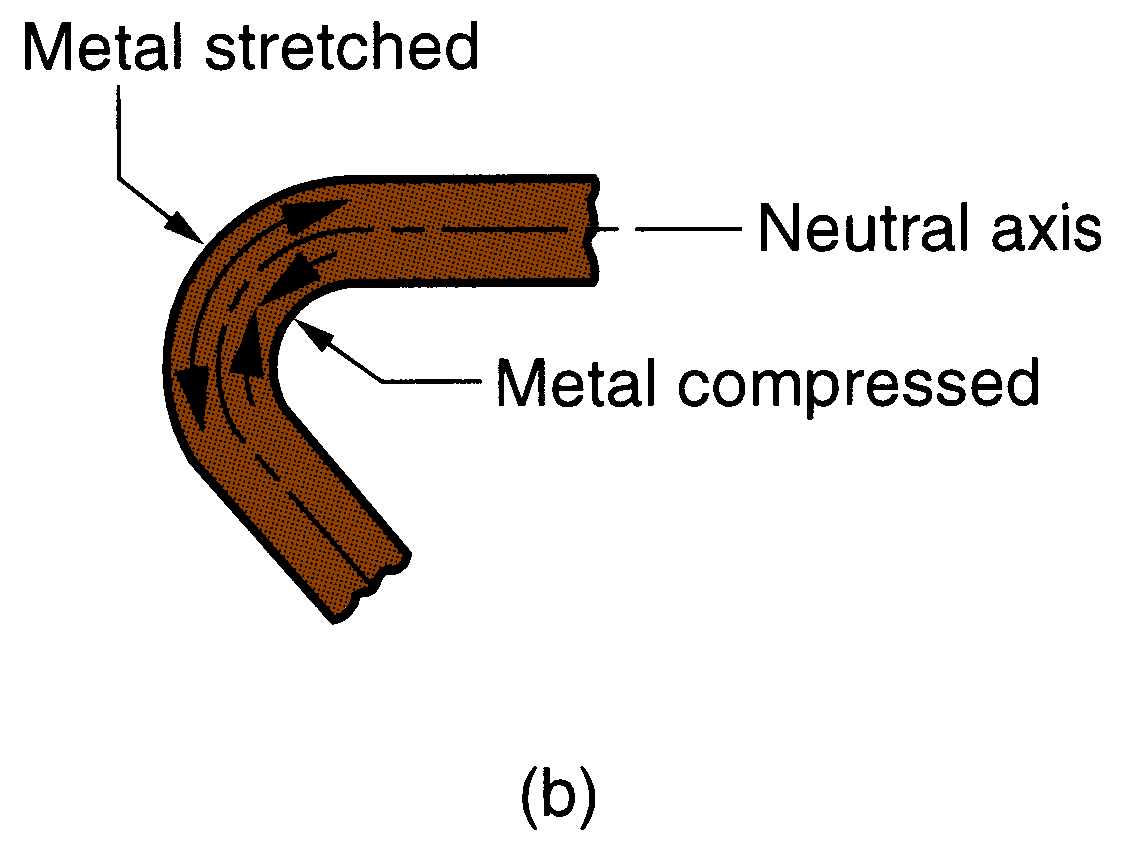 Metal stretched
Neutral axis
Metal compressed
(b)